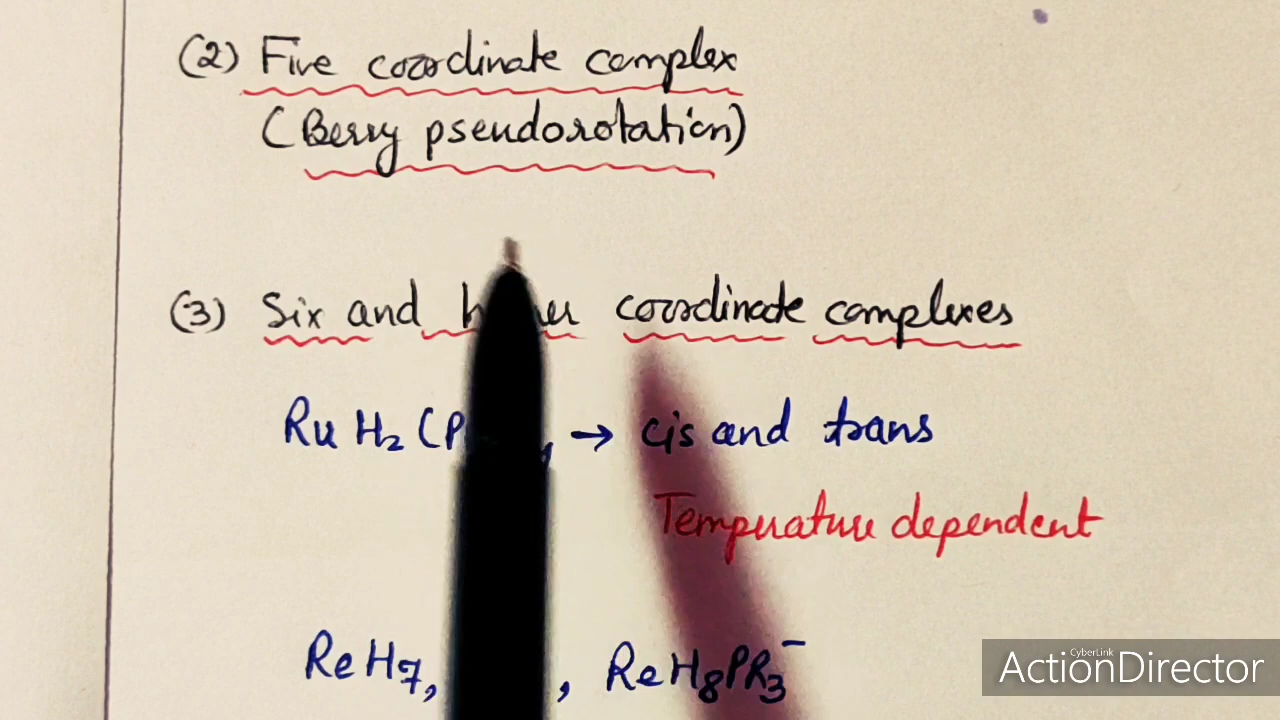 (2) Five coordinate complex
(Berry pseudorotation)
(3) Six and coordinate complexes
Ru H₂ (P → cis and trans
Temperature dependent
ReH₇, , ReH₈PR₃⁻
CyberLink
ActionDirector